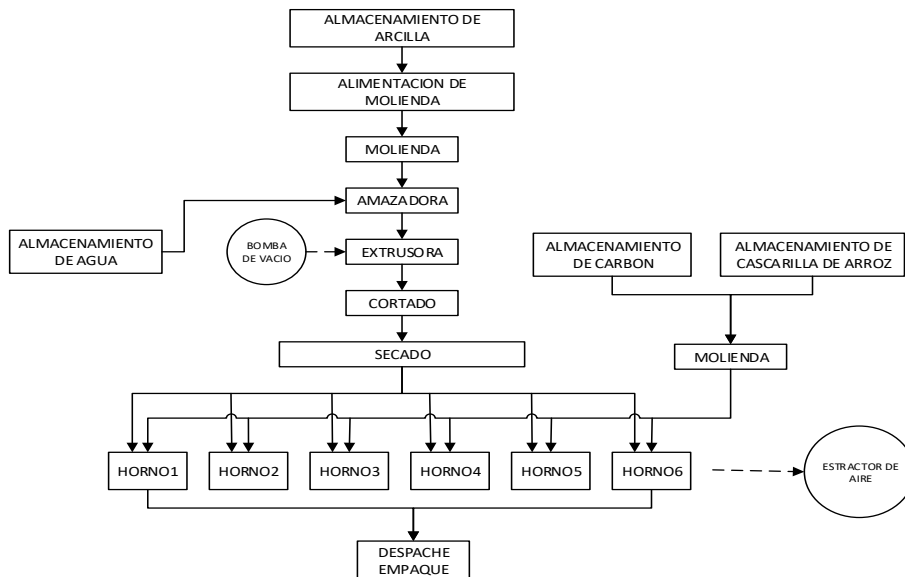 ALMACENAMIENTO DE
ARCILLA
ALIMENTACION DE
MOLIENDA
MOLIENDA
AMAZADORA
ALMACENAMIENTO
DE AGUA
BOMBA
DE VACIO
EXTRUSORA
ALMACENAMIENTO
DE CARBON
ALMACENAMIENTO DE
CASCARILLA DE ARROZ
CORTADO
SECADO
MOLIENDA
HORNO1
HORNO2
HORNO3
HORNO4
HORNO5
HORNO6
ESTRACTOR DE
AIRE
DESPACHE
EMPAQUE